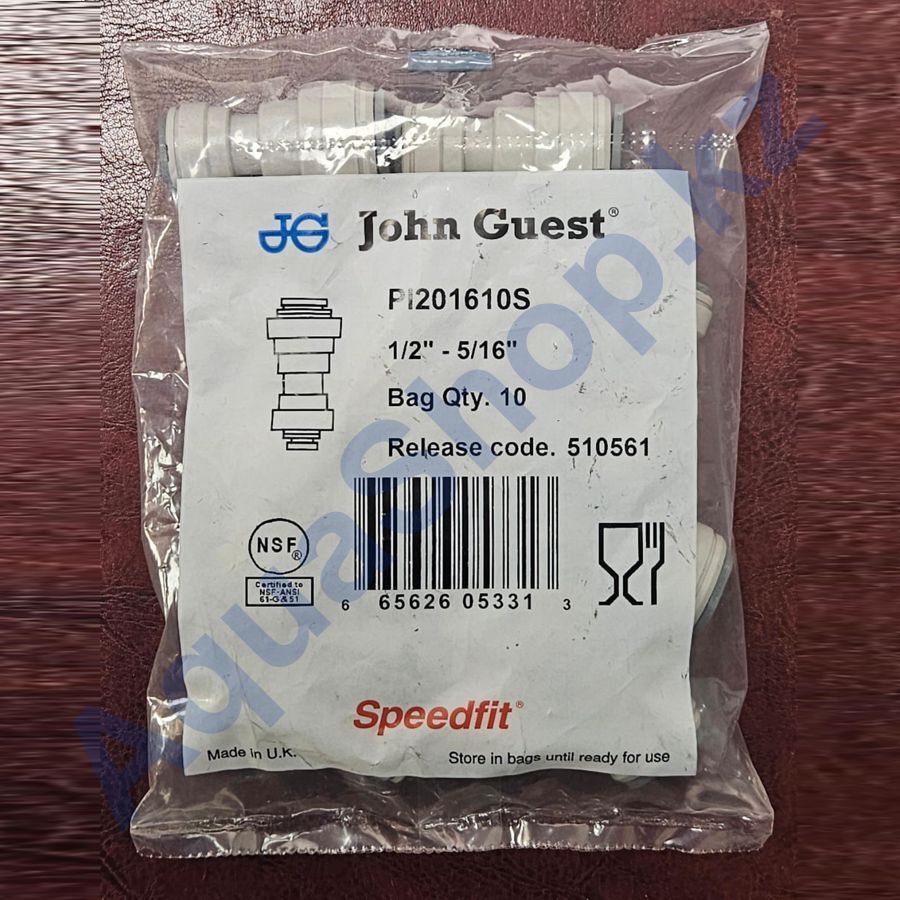 JG John Guest®
PI201610S
1/2" - 5/16"
Bag Qty. 10
Release code. 510561
NSF®
Certified to
NSF-ANSI
61-G & 51
6 65626 05331 3
Speedfit®
Made in U.K.
Store in bags until ready for use
AquaShop.kz